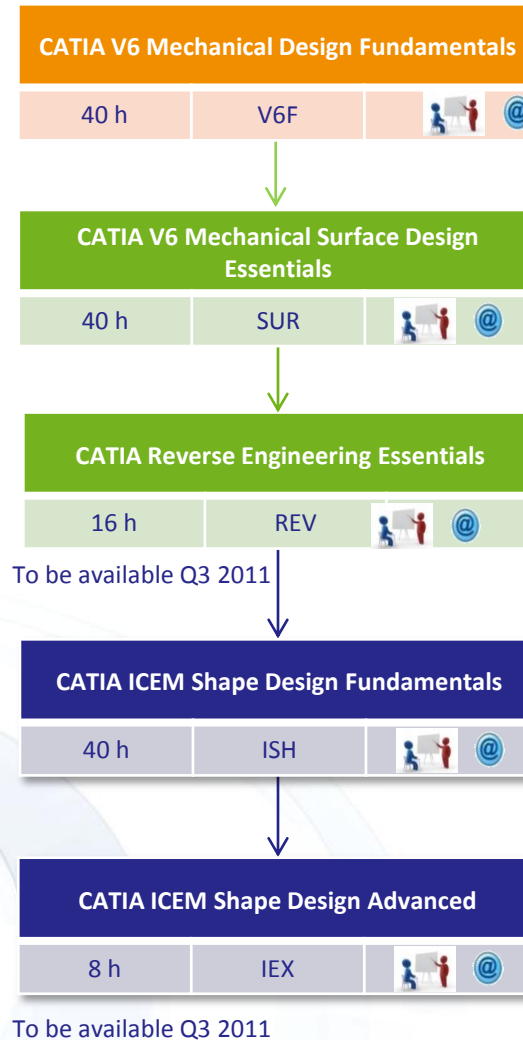 CATIA V6 Mechanical Design Fundamentals
40 h V6F @
CATIA V6 Mechanical Surface Design
Essentials
40 h SUR @
CATIA Reverse Engineering Essentials
16 h REV @
To be available Q3 2011
CATIA ICEM Shape Design Fundamentals
40 h ISH @
CATIA ICEM Shape Design Advanced
8 h IEX @
To be available Q3 2011